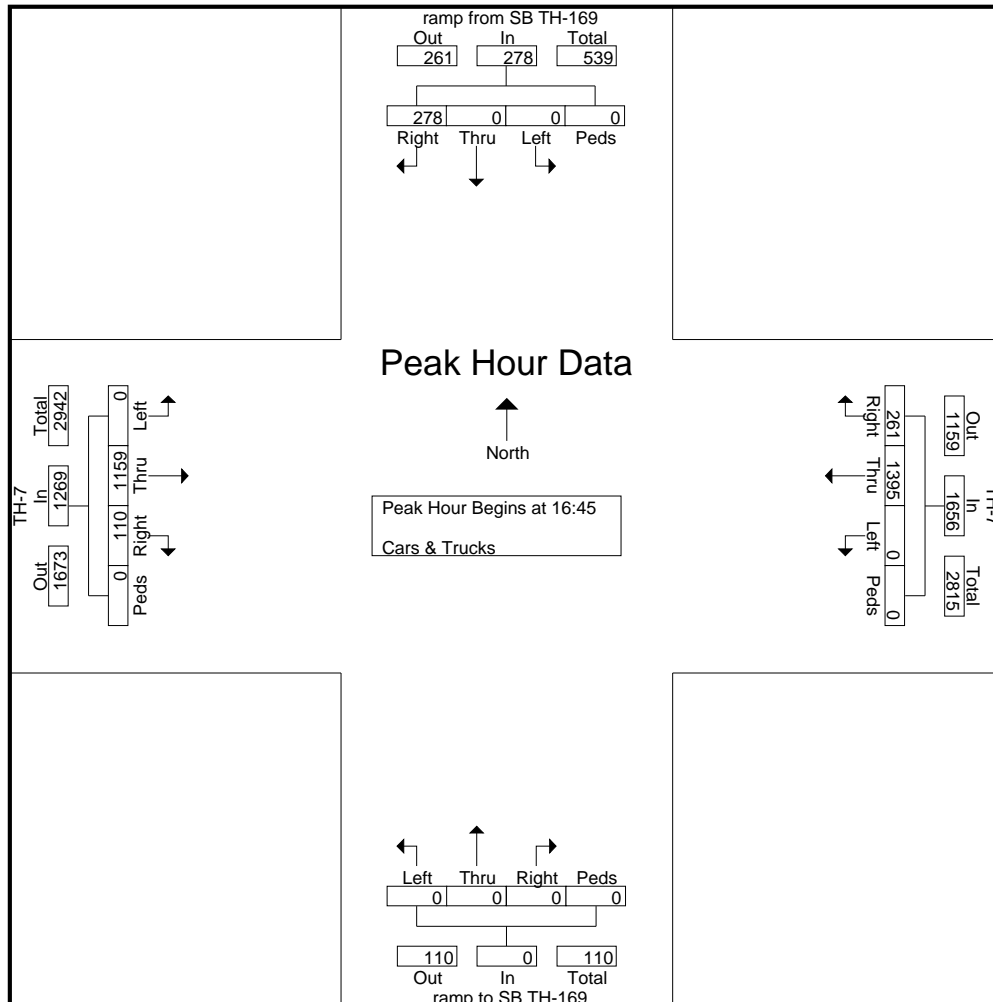 ramp from SB TH-169
Out In Total
261 278 539
278 0 0 0
Right Thru Left Peds
Peak Hour Data
North
Peak Hour Begins at 16:45
Cars & Trucks
TH-7
Total In Out
2942 1269 1673
0 1159 110 0
Left Thru Right Peds
Right Thru Left Peds
261 1395 0 0
Out In Total
1159 1656 2815
TH-7
Left Thru Right Peds
0 0 0 0
110 0 110
Out In Total
ramp to SB TH-169